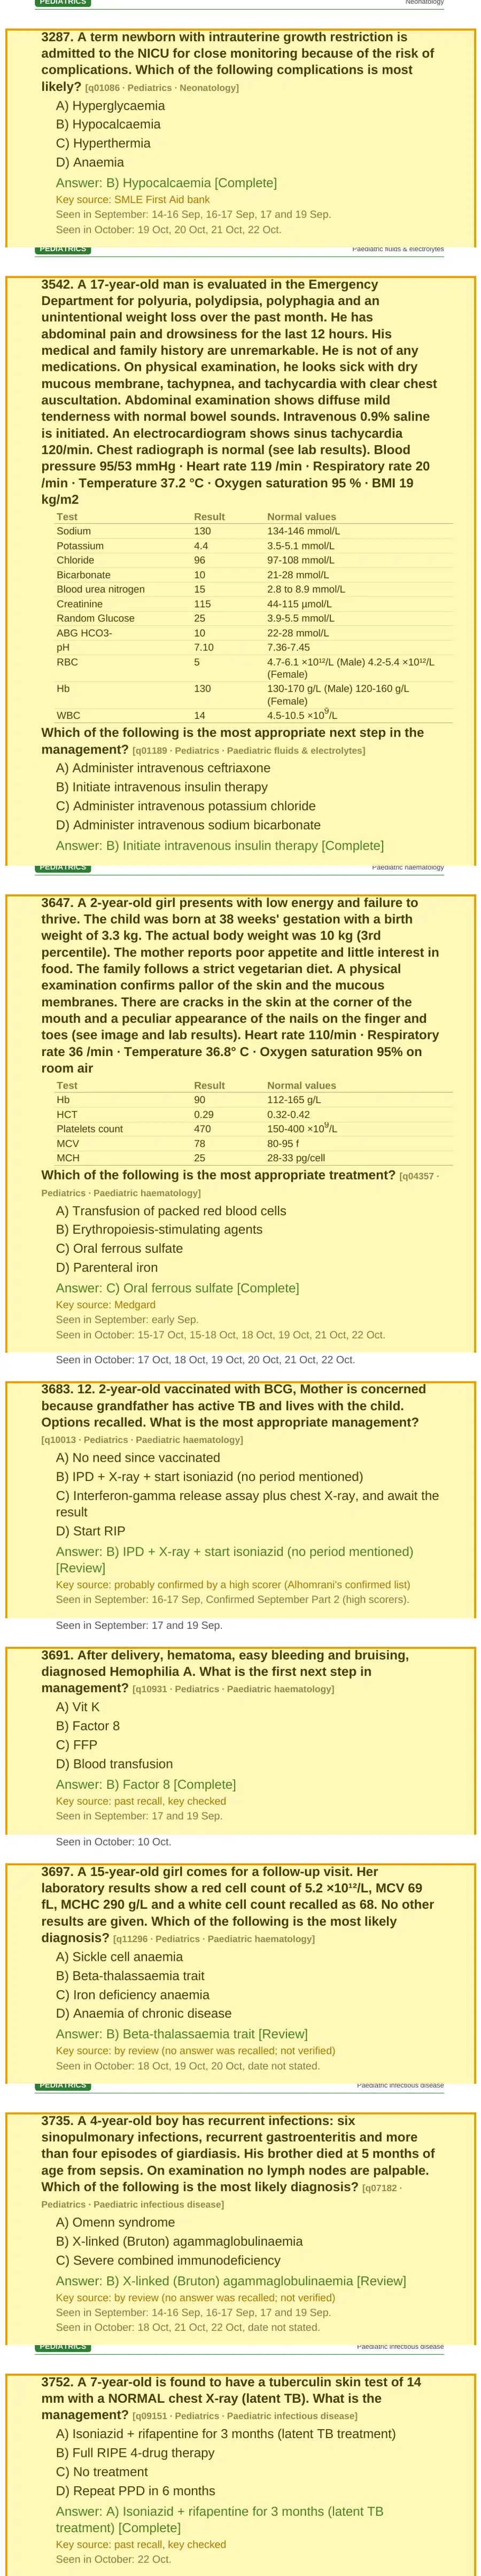 PEDIATRICS Neonatology
3287. A term newborn with intrauterine growth restriction is
admitted to the NICU for close monitoring because of the risk of
complications. Which of the following complications is most
likely? [q01086 · Pediatrics · Neonatology]
A) Hyperglycaemia
B) Hypocalcaemia
C) Hyperthermia
D) Anaemia
Answer: B) Hypocalcaemia [Complete]
Key source: SMLE First Aid bank
Seen in September: 14-16 Sep, 16-17 Sep, 17 and 19 Sep.
Seen in October: 19 Oct, 20 Oct, 21 Oct, 22 Oct.
PEDIATRICS Paediatric fluids & electrolytes
3542. A 17-year-old man is evaluated in the Emergency
Department for polyuria, polydipsia, polyphagia and an
unintentional weight loss over the past month. He has
abdominal pain and drowsiness for the last 12 hours. His
medical and family history are unremarkable. He is not of any
medications. On physical examination, he looks sick with dry
mucous membrane, tachypnea, and tachycardia with clear chest
auscultation. Abdominal examination shows diffuse mild
tenderness with normal bowel sounds. Intravenous 0.9% saline
is initiated. An electrocardiogram shows sinus tachycardia
120/min. Chest radiograph is normal (see lab results). Blood
pressure 95/53 mmHg · Heart rate 119 /min · Respiratory rate 20
/min · Temperature 37.2 °C · Oxygen saturation 95 % · BMI 19
kg/m2
Test Result Normal values
Sodium 130 134-146 mmol/L
Potassium 4.4 3.5-5.1 mmol/L
Chloride 96 97-108 mmol/L
Bicarbonate 10 21-28 mmol/L
Blood urea nitrogen 15 2.8 to 8.9 mmol/L
Creatinine 115 44-115 µmol/L
Random Glucose 25 3.9-5.5 mmol/L
ABG HCO3- 10 22-28 mmol/L
pH 7.10 7.36-7.45
RBC 5 4.7-6.1 ×10¹²/L (Male) 4.2-5.4 ×10¹²/L
(Female)
Hb 130 130-170 g/L (Male) 120-160 g/L
(Female)
WBC 14 4.5-10.5 ×10⁹/L
Which of the following is the most appropriate next step in the
management? [q01189 · Pediatrics · Paediatric fluids & electrolytes]
A) Administer intravenous ceftriaxone
B) Initiate intravenous insulin therapy
C) Administer intravenous potassium chloride
D) Administer intravenous sodium bicarbonate
Answer: B) Initiate intravenous insulin therapy [Complete]
PEDIATRICS Paediatric haematology
3647. A 2-year-old girl presents with low energy and failure to
thrive. The child was born at 38 weeks' gestation with a birth
weight of 3.3 kg. The actual body weight was 10 kg (3rd
percentile). The mother reports poor appetite and little interest in
food. The family follows a strict vegetarian diet. A physical
examination confirms pallor of the skin and the mucous
membranes. There are cracks in the skin at the corner of the
mouth and a peculiar appearance of the nails on the finger and
toes (see image and lab results). Heart rate 110/min · Respiratory
rate 36 /min · Temperature 36.8° C · Oxygen saturation 95% on
room air
Test Result Normal values
Hb 90 112-165 g/L
HCT 0.29 0.32-0.42
Platelets count 470 150-400 ×10⁹/L
MCV 78 80-95 f
MCH 25 28-33 pg/cell
Which of the following is the most appropriate treatment? [q04357 ·
Pediatrics · Paediatric haematology]
A) Transfusion of packed red blood cells
B) Erythropoiesis-stimulating agents
C) Oral ferrous sulfate
D) Parenteral iron
Answer: C) Oral ferrous sulfate [Complete]
Key source: Medgard
Seen in September: early Sep.
Seen in October: 15-17 Oct, 15-18 Oct, 18 Oct, 19 Oct, 21 Oct, 22 Oct.
Seen in October: 17 Oct, 18 Oct, 19 Oct, 20 Oct, 21 Oct, 22 Oct.
3683. 12. 2-year-old vaccinated with BCG, Mother is concerned
because grandfather has active TB and lives with the child.
Options recalled. What is the most appropriate management?
[q10013 · Pediatrics · Paediatric haematology]
A) No need since vaccinated
B) IPD + X-ray + start isoniazid (no period mentioned)
C) Interferon-gamma release assay plus chest X-ray, and await the
result
D) Start RIP
Answer: B) IPD + X-ray + start isoniazid (no period mentioned)
[Review]
Key source: probably confirmed by a high scorer (Alhomrani's confirmed list)
Seen in September: 16-17 Sep, Confirmed September Part 2 (high scorers).
Seen in September: 17 and 19 Sep.
3691. After delivery, hematoma, easy bleeding and bruising,
diagnosed Hemophilia A. What is the first next step in
management? [q10931 · Pediatrics · Paediatric haematology]
A) Vit K
B) Factor 8
C) FFP
D) Blood transfusion
Answer: B) Factor 8 [Complete]
Key source: past recall, key checked
Seen in September: 17 and 19 Sep.
Seen in October: 10 Oct.
3697. A 15-year-old girl comes for a follow-up visit. Her
laboratory results show a red cell count of 5.2 ×10¹²/L, MCV 69
fL, MCHC 290 g/L and a white cell count recalled as 68. No other
results are given. Which of the following is the most likely
diagnosis? [q11296 · Pediatrics · Paediatric haematology]
A) Sickle cell anaemia
B) Beta-thalassaemia trait
C) Iron deficiency anaemia
D) Anaemia of chronic disease
Answer: B) Beta-thalassaemia trait [Review]
Key source: by review (no answer was recalled; not verified)
Seen in October: 18 Oct, 19 Oct, 20 Oct, date not stated.
PEDIATRICS Paediatric infectious disease
3735. A 4-year-old boy has recurrent infections: six
sinopulmonary infections, recurrent gastroenteritis and more
than four episodes of giardiasis. His brother died at 5 months of
age from sepsis. On examination no lymph nodes are palpable.
Which of the following is the most likely diagnosis? [q07182 ·
Pediatrics · Paediatric infectious disease]
A) Omenn syndrome
B) X-linked (Bruton) agammaglobulinaemia
C) Severe combined immunodeficiency
Answer: B) X-linked (Bruton) agammaglobulinaemia [Review]
Key source: by review (no answer was recalled; not verified)
Seen in September: 14-16 Sep, 16-17 Sep, 17 and 19 Sep.
Seen in October: 18 Oct, 21 Oct, 22 Oct, date not stated.
PEDIATRICS Paediatric infectious disease
3752. A 7-year-old is found to have a tuberculin skin test of 14
mm with a NORMAL chest X-ray (latent TB). What is the
management? [q09151 · Pediatrics · Paediatric infectious disease]
A) Isoniazid + rifapentine for 3 months (latent TB treatment)
B) Full RIPE 4-drug therapy
C) No treatment
D) Repeat PPD in 6 months
Answer: A) Isoniazid + rifapentine for 3 months (latent TB
treatment) [Complete]
Key source: past recall, key checked
Seen in October: 22 Oct.